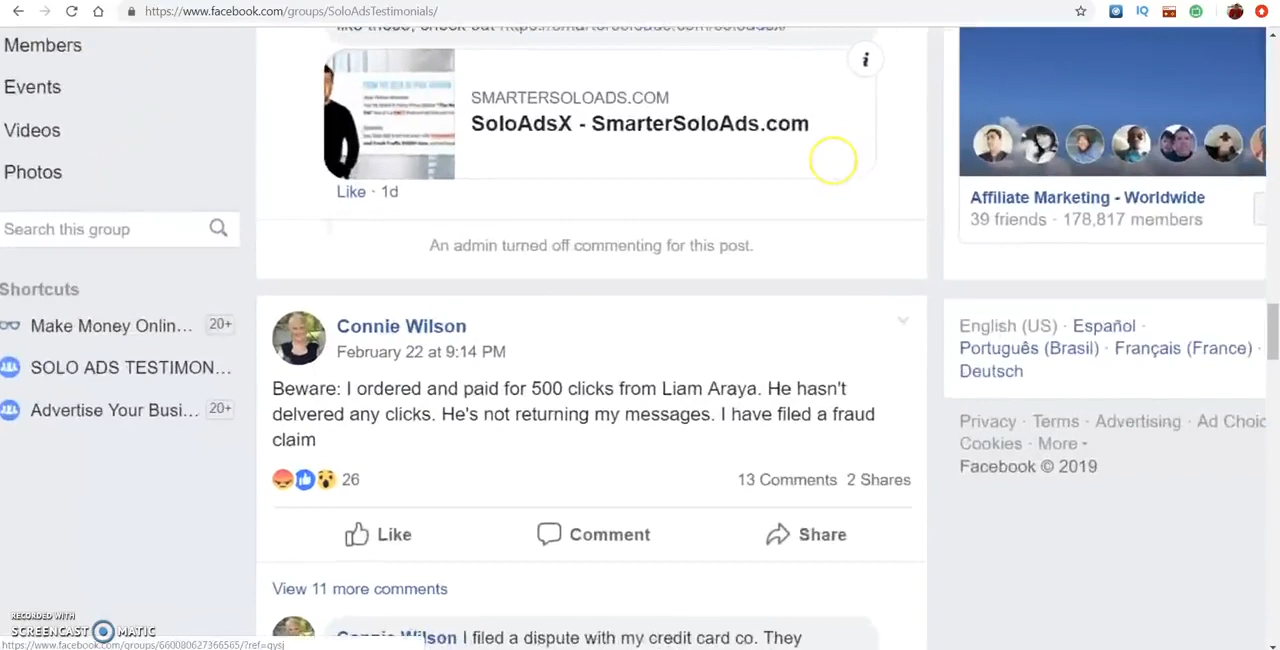 https://www.facebook.com/groups/SoloAdsTestimonials/
IQ
Members
Events
Videos
Photos
Search this group
Shortcuts
Make Money Onlin... 20+
SOLO ADS TESTIMON...
Advertise Your Busi... 20+
SMARTERSOLOADS.COM
SoloAdsX - SmarterSoloAds.com
Like · 1d
An admin turned off commenting for this post.
Connie Wilson
February 22 at 9:14 PM
Beware: I ordered and paid for 500 clicks from Liam Araya. He hasn't
delvered any clicks. He's not returning my messages. I have filed a fraud
claim
26
13 Comments 2 Shares
Like Comment Share
View 11 more comments
Connie Wilson I filed a dispute with my credit card co. They
Affiliate Marketing - Worldwide
39 friends · 178,817 members
English (US) · Español ·
Português (Brasil) · Français (France) ·
Deutsch
Privacy · Terms · Advertising · Ad Choic
Cookies · More
Facebook © 2019
RECORDED WITH
SCREENCAST MATIC
https://www.facebook.com/groups/660080627366565/?ref=gysj